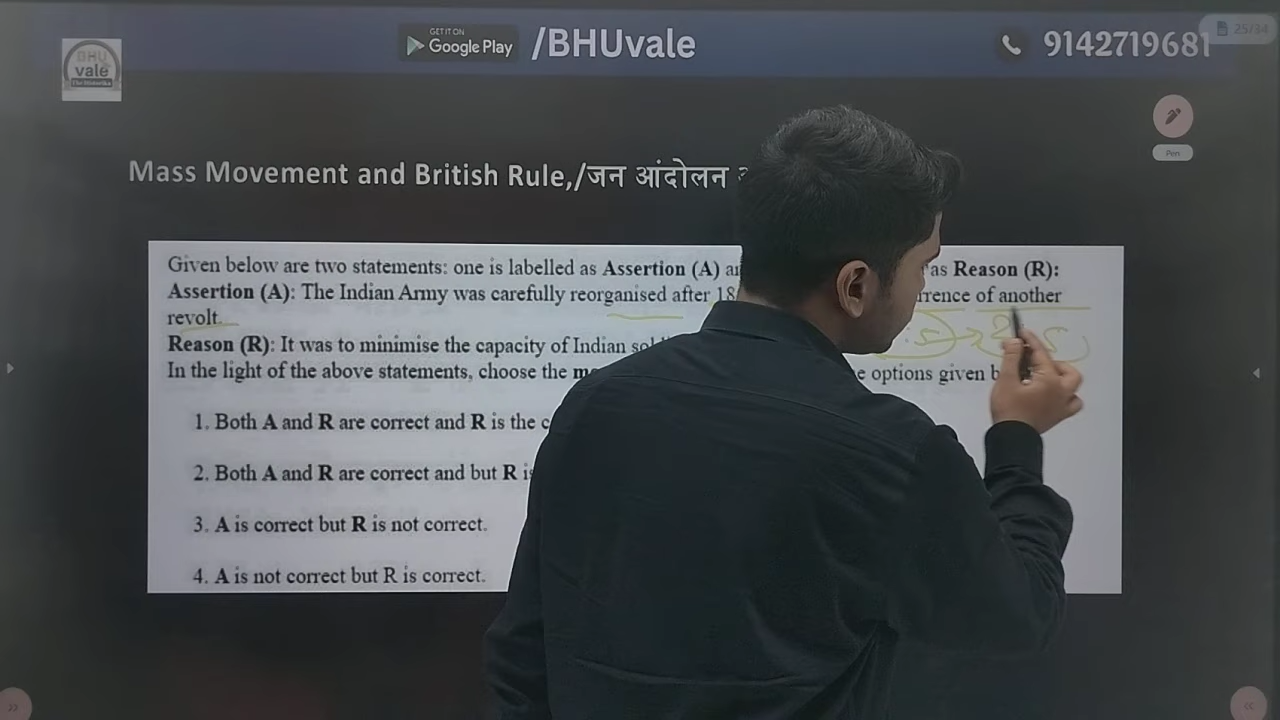 GET IT ON
Google Play
/BHUvale
9142719681
25/34
BHU
vale
Pen
Mass Movement and British Rule,/जन आंदोलन
Given below are two statements: one is labelled as Assertion (A) as Reason (R):
Assertion (A): The Indian Army was carefully reorganised after 18 rrence of another
revolt.
Reason (R): It was to minimise the capacity of Indian
In the light of the above statements, choose the options given
1. Both A and R are correct and R is the
2. Both A and R are correct and but R
3. A is correct but R is not correct.
4. A is not correct but R is correct.